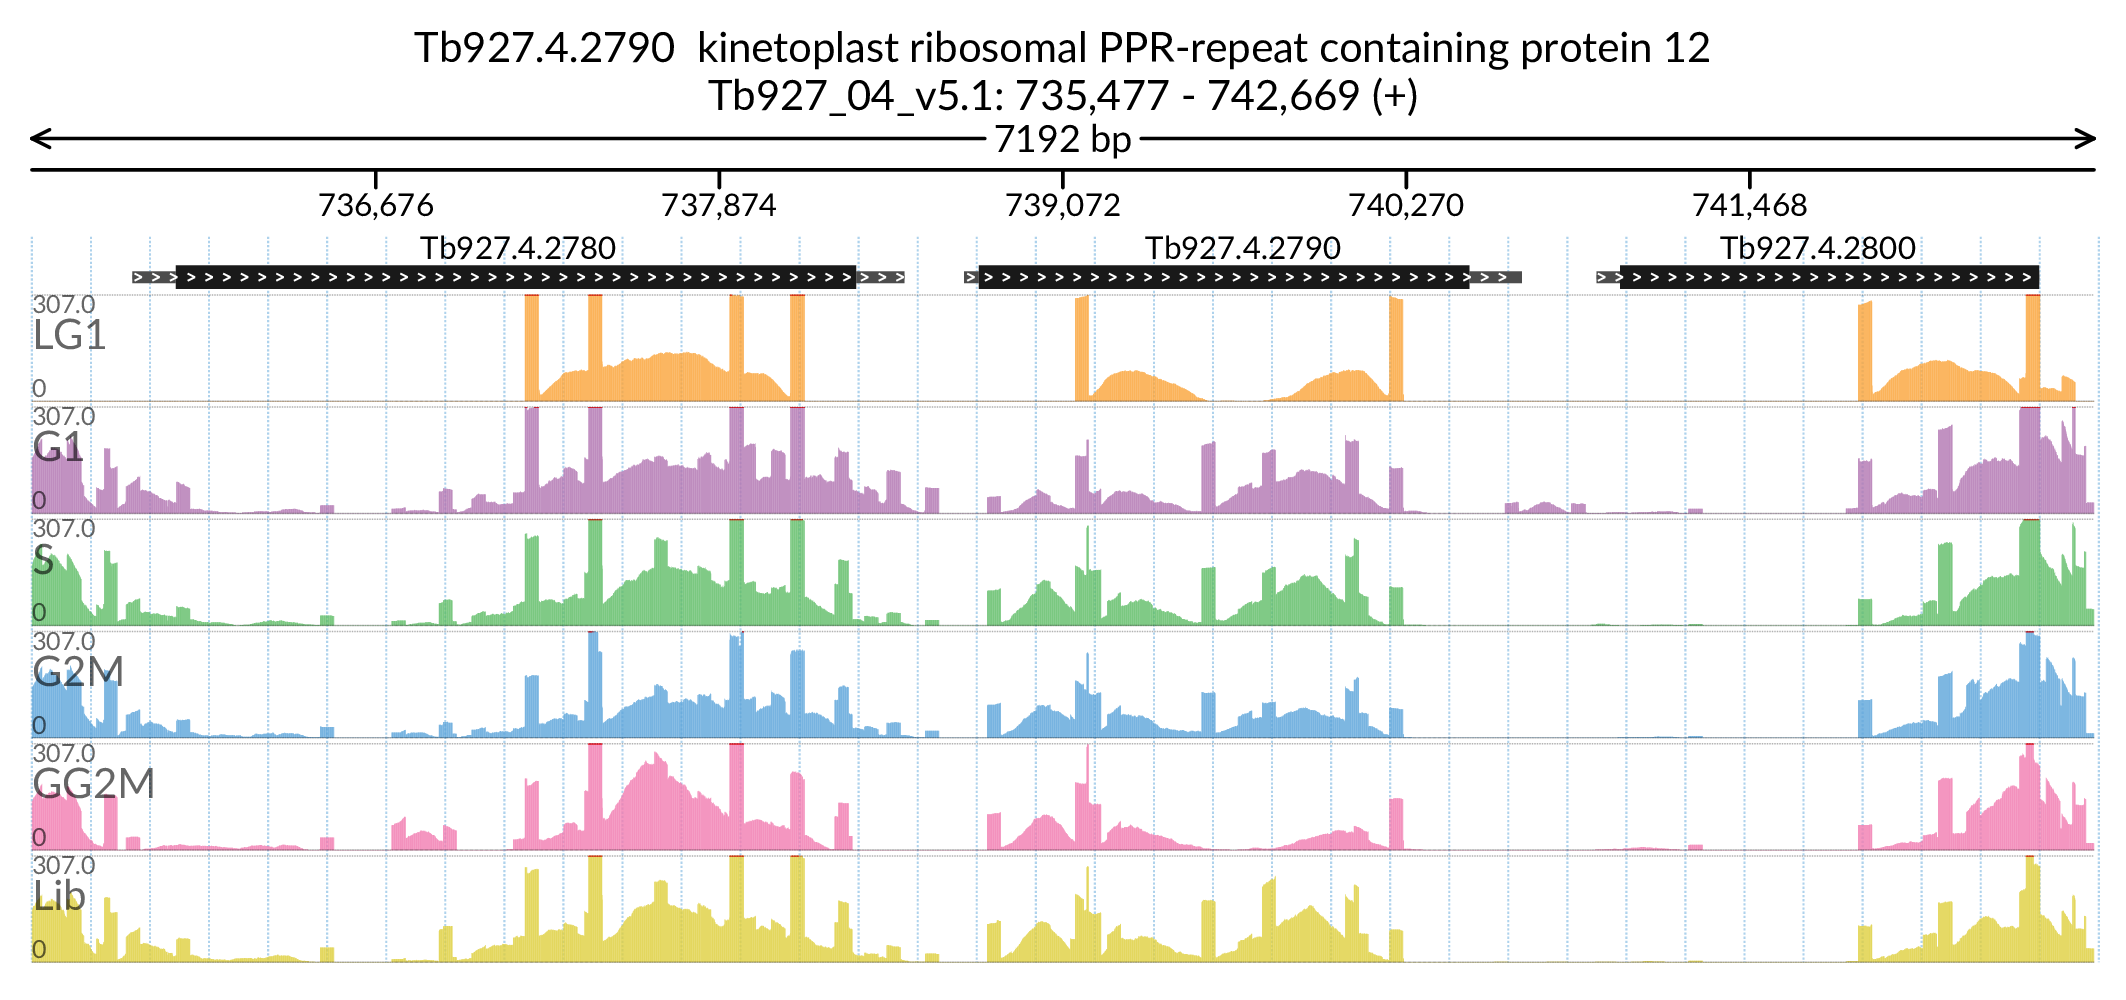 Tb927.4.2790  kinetoplast ribosomal PPR-repeat containing protein 12
Tb927_04_v5.1: 735,477 - 742,669 (+)
7192 bp
736,676 737,874 739,072 740,270 741,468
Tb927.4.2780 Tb927.4.2790 Tb927.4.2800
307.0
LG1
0
307.0
G1
0
307.0
S
0
307.0
G2M
0
307.0
GG2M
0
307.0
Lib
0